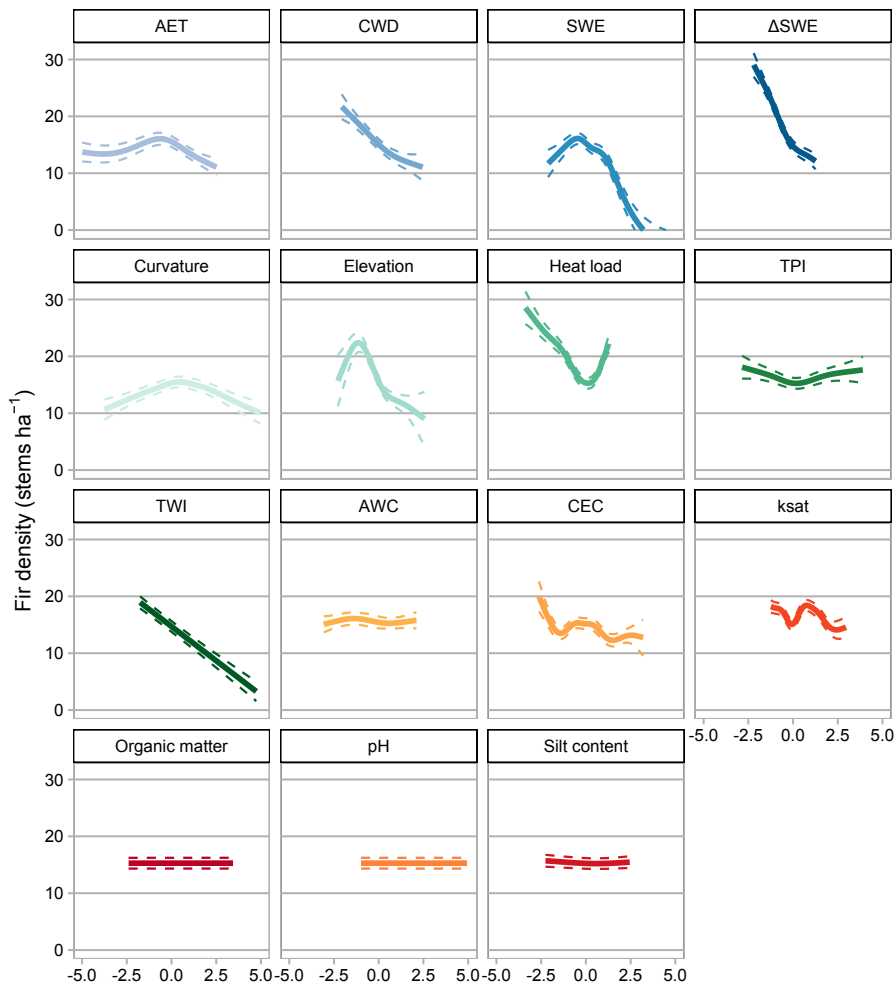 AET CWD SWE ΔSWE
30
20
10
0
Curvature Elevation Heat load TPI
30
20
10
0
Fir density (stems ha⁻¹)
TWI AWC CEC ksat
30
20
10
0
-5.0 -2.5 0.0 2.5 5.0
Organic matter pH Silt content
30
20
10
0
-5.0 -2.5 0.0 2.5 5.0 -5.0 -2.5 0.0 2.5 5.0 -5.0 -2.5 0.0 2.5 5.0